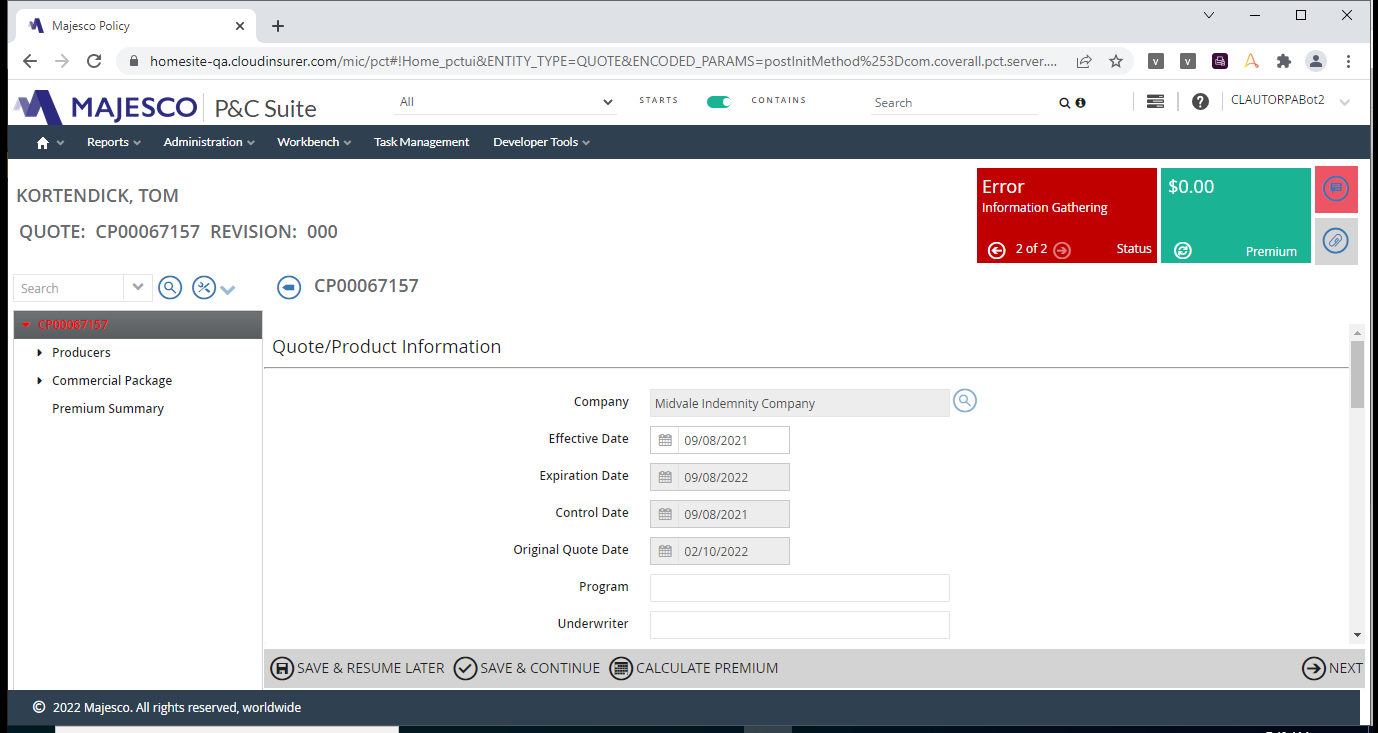 Majesco Policy
homesite-qa.cloudinsurer.com/mic/pct#!Home_pctui&ENTITY_TYPE=QUOTE&ENCODED_PARAMS=postInitMethod%253Dcom.coverall.pct.server....
MAJESCO P&C Suite
All
STARTS
CONTAINS
Search
CLAUTORPABot2
Reports
Administration
Workbench
Task Management
Developer Tools
KORTENDICK, TOM
QUOTE: CP00067157 REVISION: 000
Error
Information Gathering
2 of 2
Status
$0.00
Premium
Search
CP00067157
CP00067157
Producers
Commercial Package
Premium Summary
Quote/Product Information
Company Midvale Indemnity Company
Effective Date 09/08/2021
Expiration Date 09/08/2022
Control Date 09/08/2021
Original Quote Date 02/10/2022
Program
Underwriter
SAVE & RESUME LATER
SAVE & CONTINUE
CALCULATE PREMIUM
NEXT
© 2022 Majesco. All rights reserved, worldwide